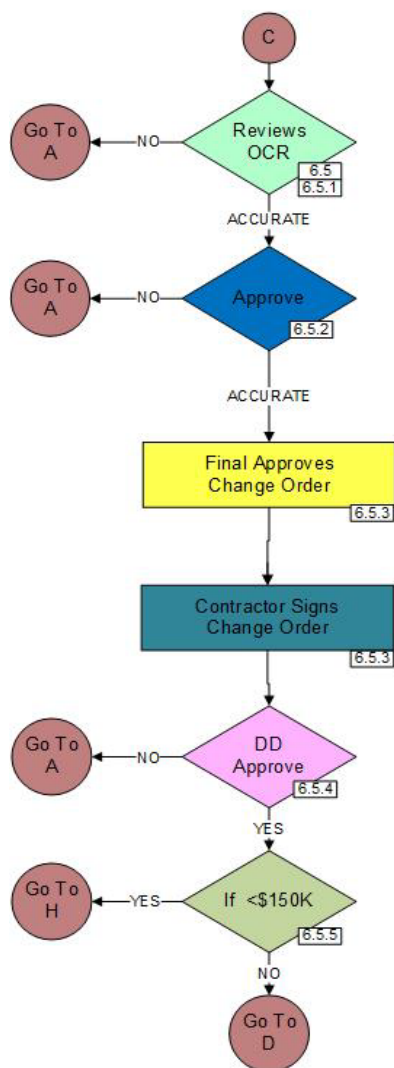 C
Reviews
OCR
6.5
6.5.1
NO
Go To
A
ACCURATE
Approve
6.5.2
NO
Go To
A
ACCURATE
Final Approves
Change Order
6.5.3
Contractor Signs
Change Order
6.5.3
DD
Approve
6.5.4
NO
Go To
A
YES
If <$150K
6.5.5
YES
Go To
H
NO
Go To
D